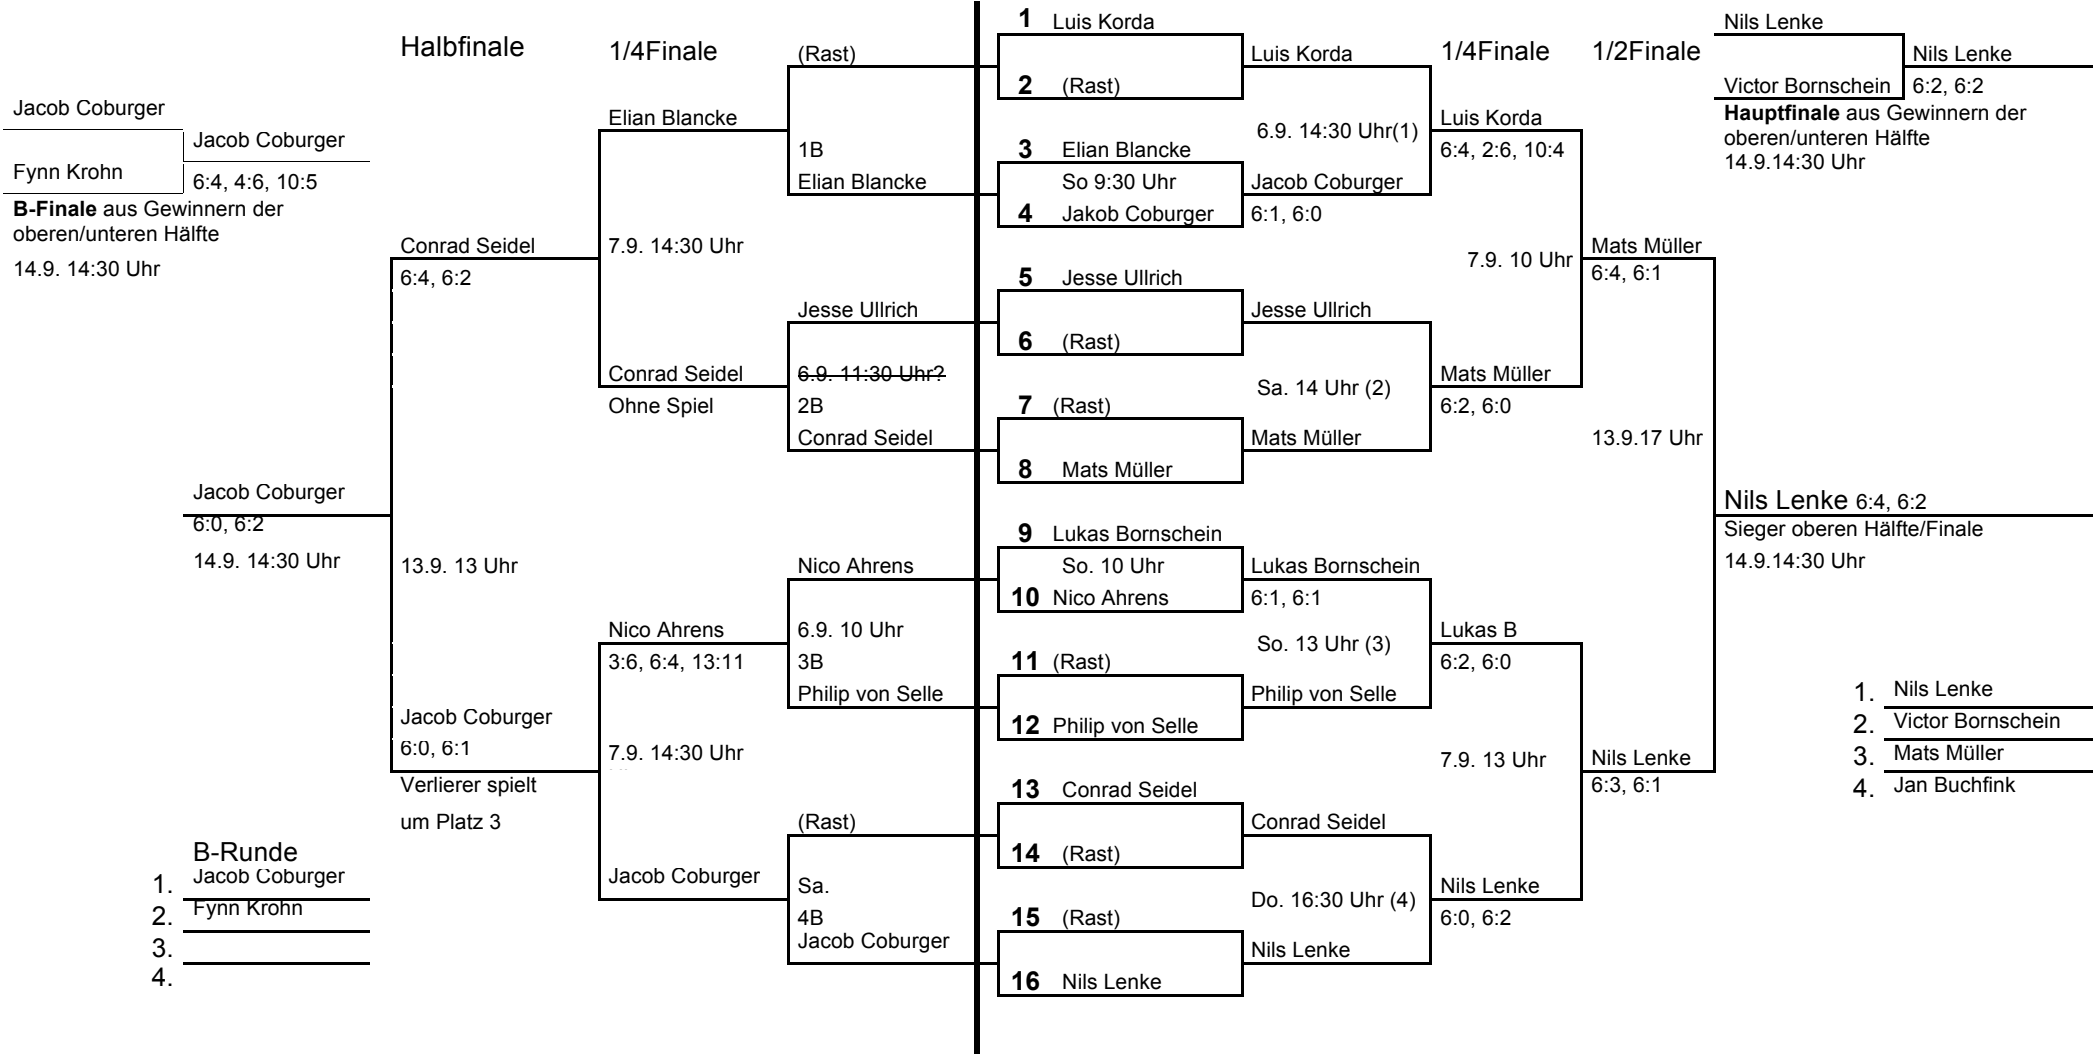 Halbfinale
1/4Finale
Jacob Coburger
Fynn Krohn
Jacob Coburger
6:4, 4:6, 10:5
B-Finale aus Gewinnern der
oberen/unteren Hälfte
14.9. 14:30 Uhr
Jacob Coburger
6:0, 6:2
14.9. 14:30 Uhr
B-Runde
1. Jacob Coburger
2. Fynn Krohn
3.
4.
Conrad Seidel
6:4, 6:2
13.9. 13 Uhr
Jacob Coburger
6:0, 6:1
Verlierer spielt
um Platz 3
Elian Blancke
7.9. 14:30 Uhr
Conrad Seidel
Ohne Spiel
Nico Ahrens
3:6, 6:4, 13:11
7.9. 14:30 Uhr
Jacob Coburger
(Rast)
1B
Elian Blancke
Jesse Ullrich
6.9. 11:30 Uhr?
2B
Conrad Seidel
Nico Ahrens
6.9. 10 Uhr
3B
Philip von Selle
(Rast)
Sa.
4B
Jacob Coburger
1 Luis Korda
2 (Rast)
3 Elian Blancke
So 9:30 Uhr
4 Jakob Coburger
5 Jesse Ullrich
6 (Rast)
7 (Rast)
8 Mats Müller
9 Lukas Bornschein
So. 10 Uhr
10 Nico Ahrens
11 (Rast)
12 Philip von Selle
13 Conrad Seidel
14 (Rast)
15 (Rast)
16 Nils Lenke
Luis Korda
6.9. 14:30 Uhr(1)
Jacob Coburger
6:1, 6:0
Jesse Ullrich
Sa. 14 Uhr (2)
Mats Müller
Lukas Bornschein
6:1, 6:1
So. 13 Uhr (3)
Philip von Selle
Conrad Seidel
Do. 16:30 Uhr (4)
Nils Lenke
1/4Finale
Luis Korda
6:4, 2:6, 10:4
7.9. 10 Uhr
Mats Müller
6:2, 6:0
Lukas B
6:2, 6:0
7.9. 13 Uhr
Nils Lenke
6:0, 6:2
1/2Finale
Mats Müller
6:4, 6:1
13.9.17 Uhr
Nils Lenke
6:3, 6:1
Nils Lenke
Victor Bornschein
Nils Lenke
6:2, 6:2
Hauptfinale aus Gewinnern der
oberen/unteren Hälfte
14.9.14:30 Uhr
Nils Lenke 6:4, 6:2
Sieger oberen Hälfte/Finale
14.9.14:30 Uhr
1. Nils Lenke
2. Victor Bornschein
3. Mats Müller
4. Jan Buchfink